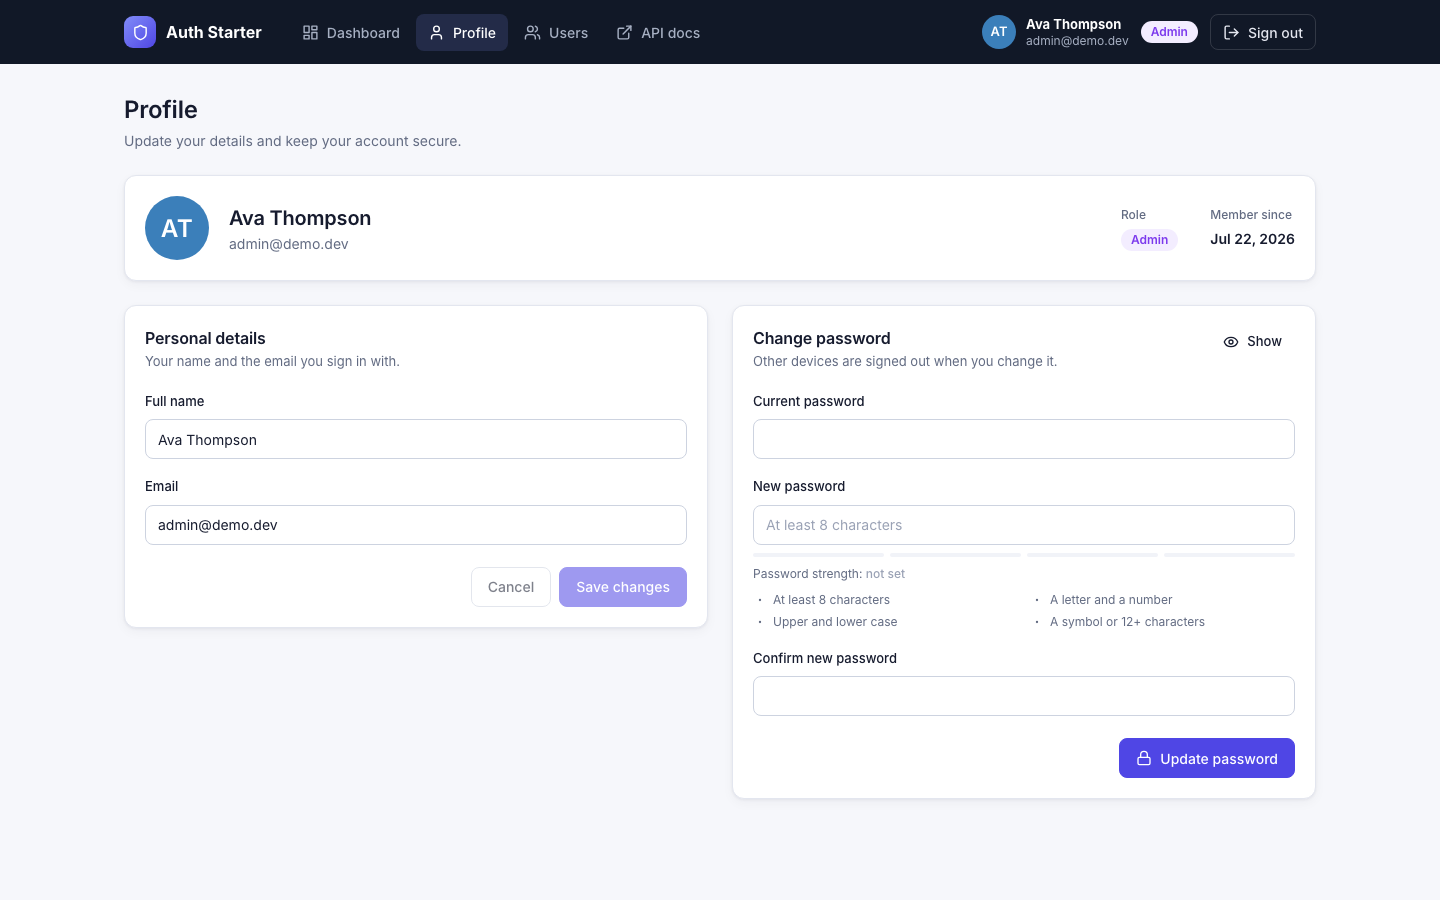 Auth Starter
Dashboard
Profile
Users
API docs
AT
Ava Thompson
admin@demo.dev
Admin
Sign out
Profile
Update your details and keep your account secure.
AT
Ava Thompson
admin@demo.dev
Role
Admin
Member since
Jul 22, 2026
Personal details
Your name and the email you sign in with.
Full name
Ava Thompson
Email
admin@demo.dev
Cancel
Save changes
Change password
Other devices are signed out when you change it.
Show
Current password
New password
At least 8 characters
Password strength: not set
· At least 8 characters
· A letter and a number
· Upper and lower case
· A symbol or 12+ characters
Confirm new password
Update password